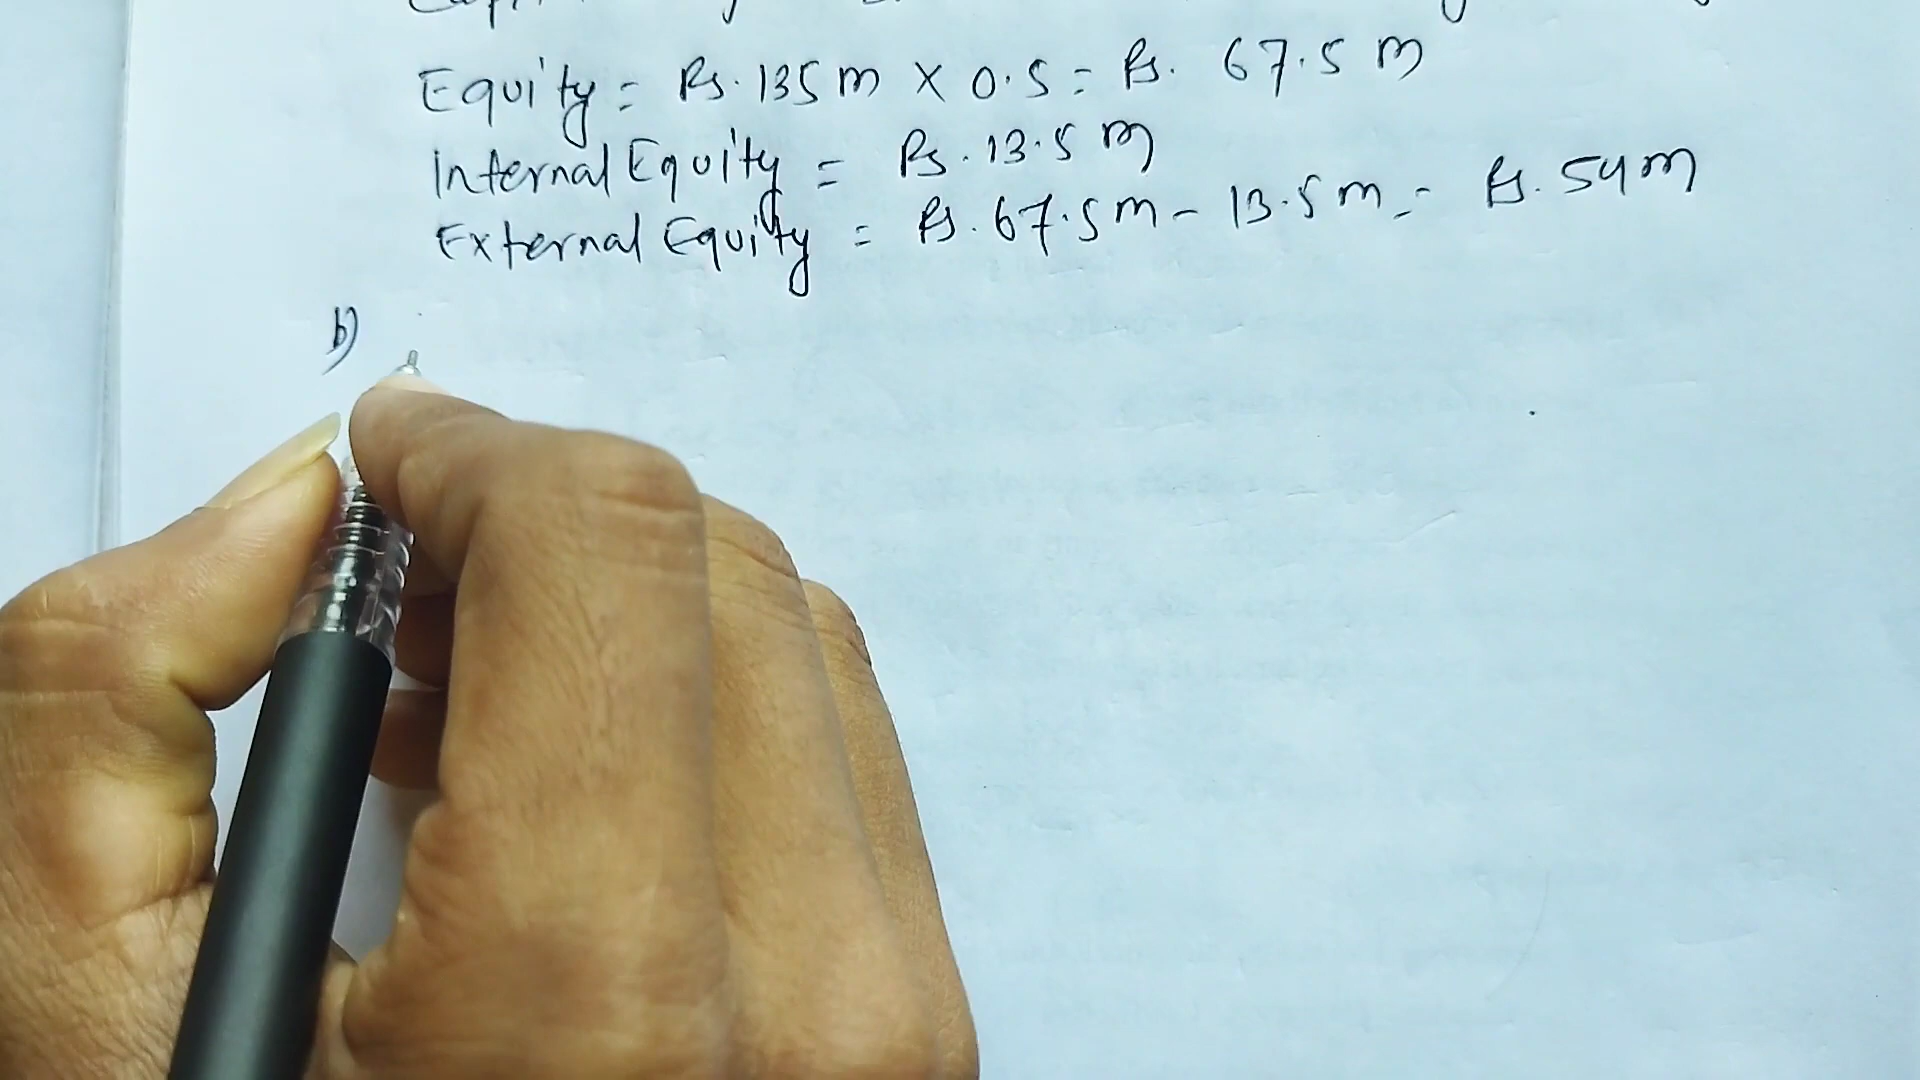 Equity = Rs. 135 m × 0.5 = Rs. 67.5 m
Internal Equity = Rs. 13.5 m
External Equity = Rs. 67.5 m - 13.5 m = Rs. 54 m
b)